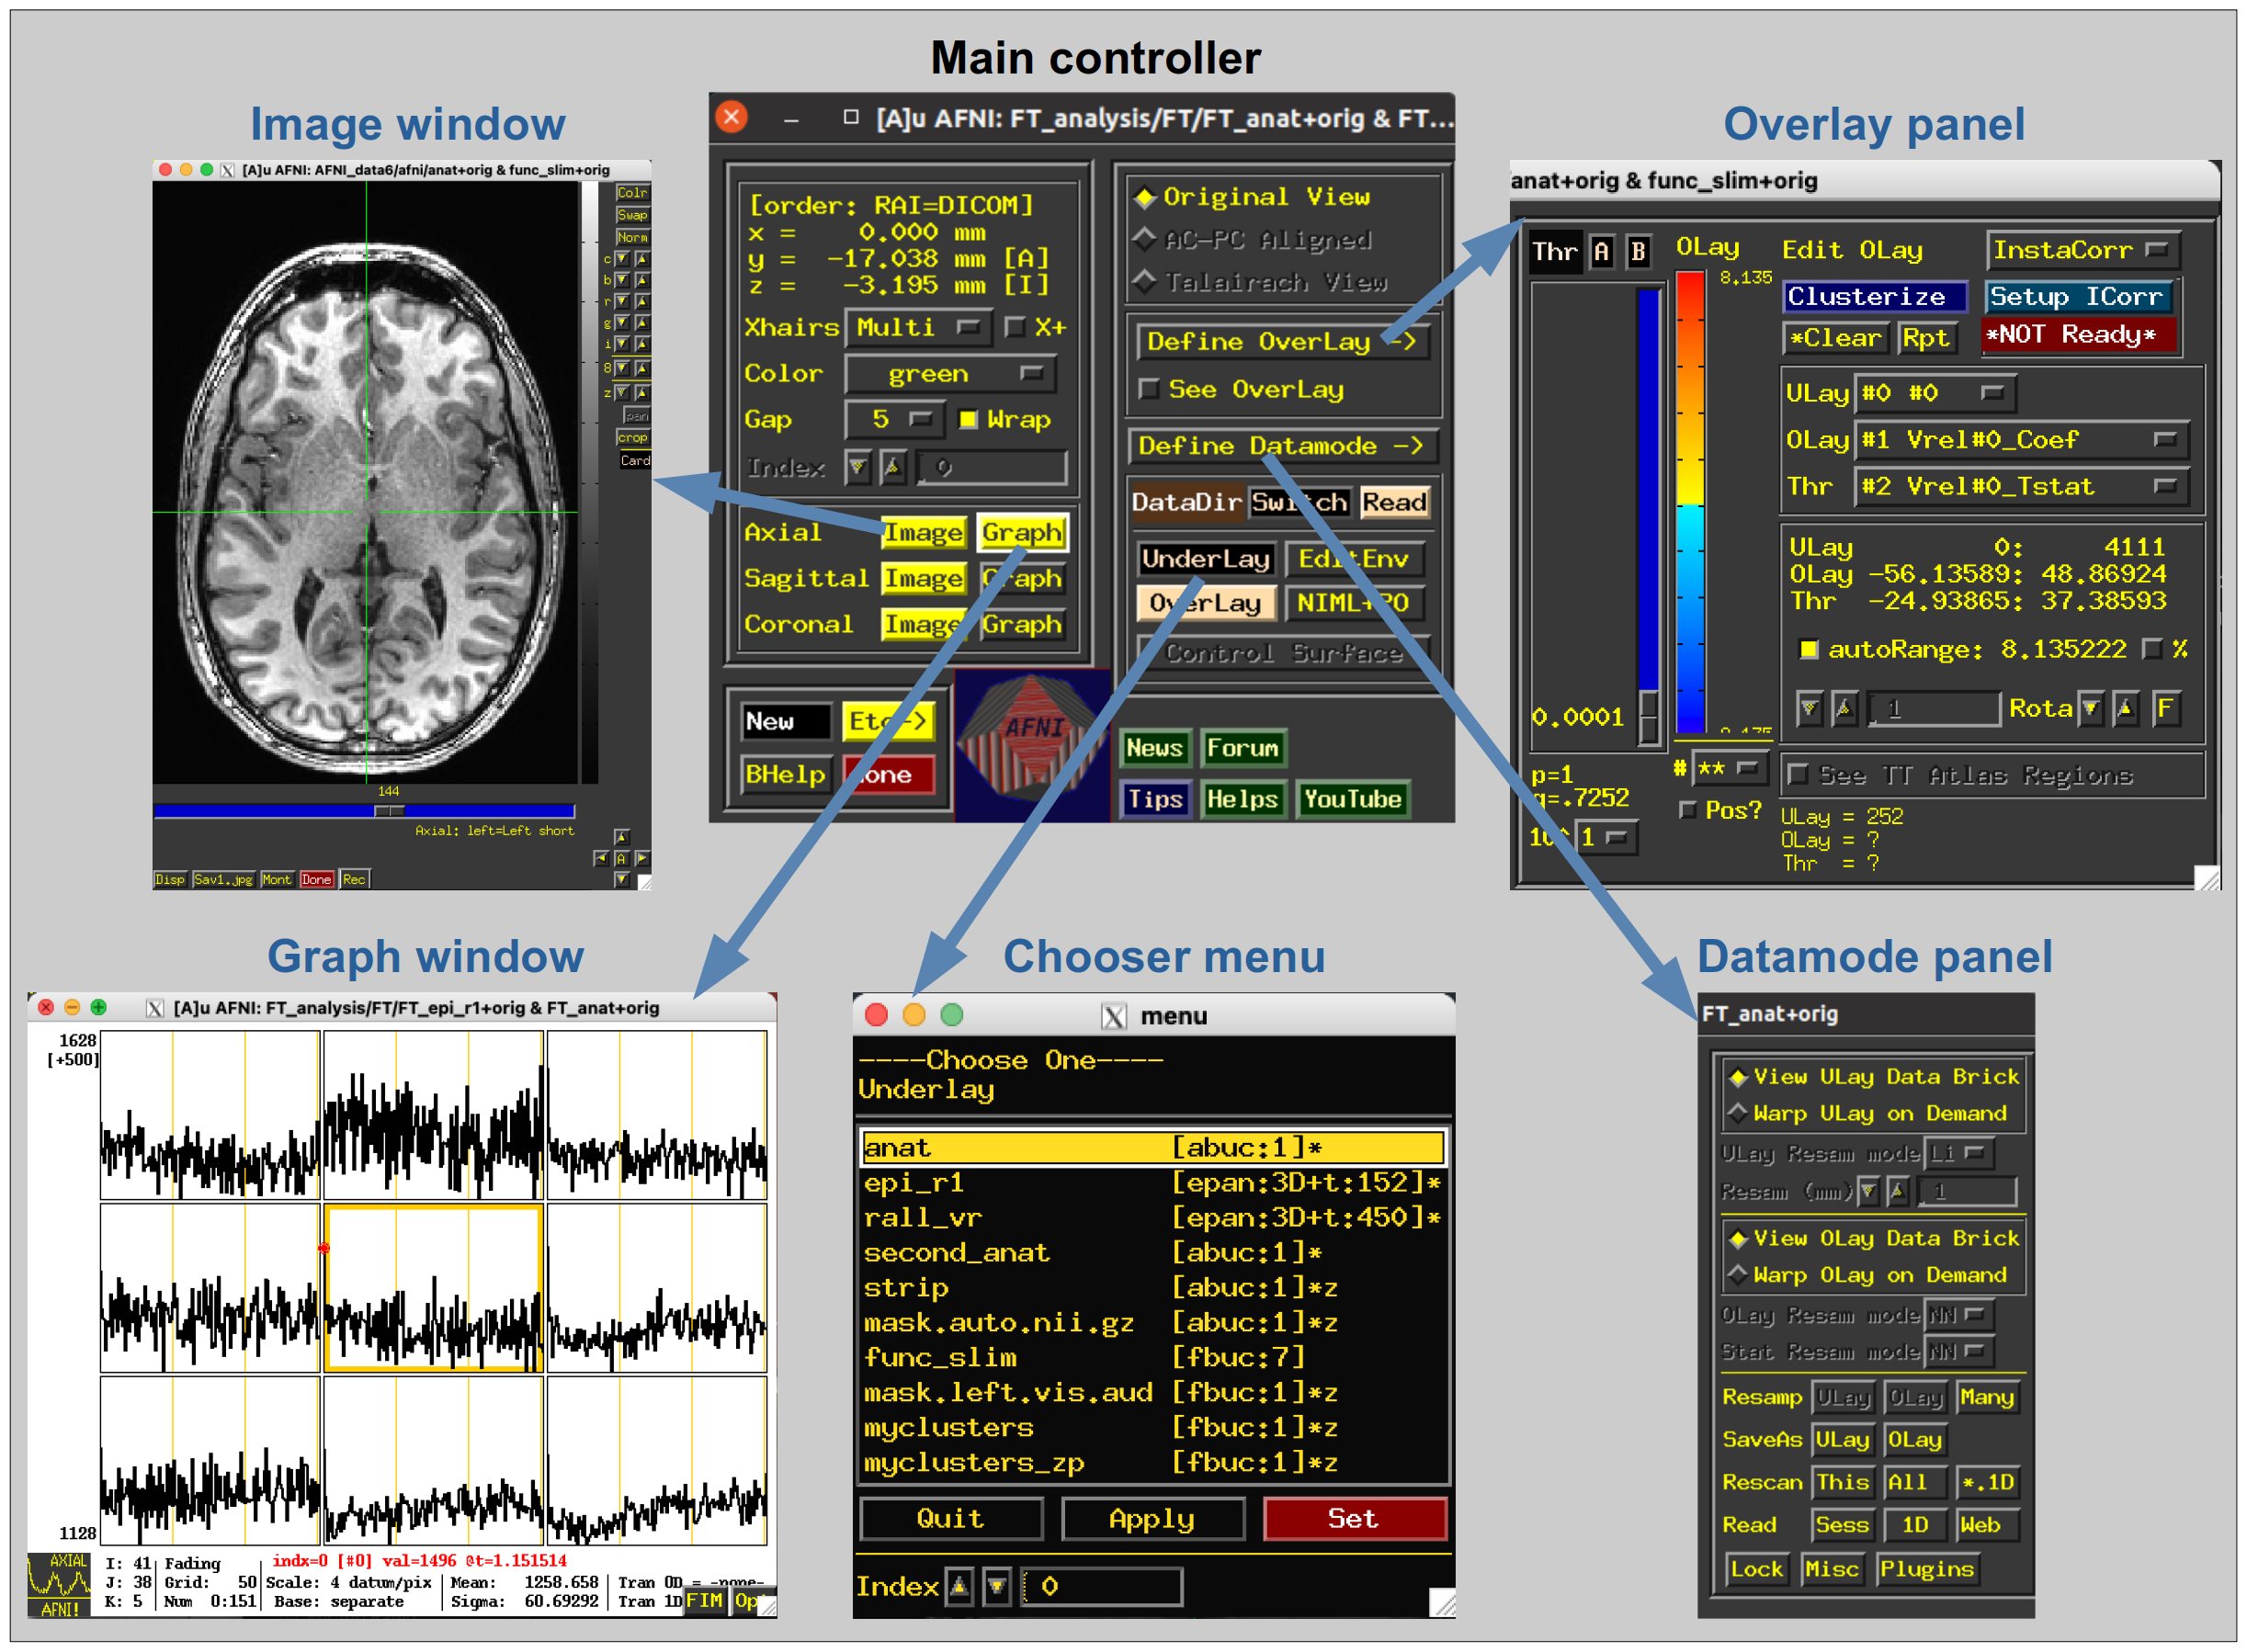 Main controller
Image window
Overlay panel
[A]u AFNI: AFNI_data6/afni/anat+orig & func_slim+orig
Colr
Swap
Norm
c
b
r
g
i
8
z
pan
crop
Card
144
Axial: left=Left short
A
Disp Sav1.jpg Mont Done Rec
[A]u AFNI: FT_analysis/FT/FT_anat+orig & FT...
[order: RAI=DICOM]
x = 0.000 mm
y = -17.038 mm [A]
z = -3.195 mm [I]
Xhairs Multi X+
Color green
Gap 5 Wrap
Index 0
Axial Image Graph
Sagittal Image Graph
Coronal Image Graph
New Etc->
BHelp Done
AFNI
Original View
AC-PC Aligned
Talairach View
Define OverLay ->
See OverLay
Define Datamode ->
DataDir Switch Read
UnderLay EditEnv
OverLay NIML+PO
Control Surface
News Forum
Tips Helps YouTube
anat+orig & func_slim+orig
Thr A B OLay Edit OLay InstaCorr
8.135
Clusterize Setup ICorr
*Clear Rpt *NOT Ready*
ULay #0 #0
OLay #1 Vrel#0_Coef
Thr #2 Vrel#0_Tstat
ULay 0: 4111
OLay -56.13589: 48.86924
Thr -24.93865: 37.38593
autoRange: 8.135222 %
1 Rota F
0.0001
# **
See TT Atlas Regions
p=1
q=.7252
Pos?
10^ 1
ULay = 252
OLay = ?
Thr = ?
Graph window
Chooser menu
Datamode panel
[A]u AFNI: FT_analysis/FT/FT_epi_r1+orig & FT_anat+orig
1628
[+500]
1128
AXIAL
AFNI!
I: 41 Fading indx=0 [#0] val=1496 @t=1.151514
J: 38 Grid: 50 Scale: 4 datum/pix Mean: 1258.658 Tran 0D = -none-
K: 5 Num 0:151 Base: separate Sigma: 60.69292 Tran 1D FIM
menu
----Choose One----
Underlay
anat [abuc:1]*
epi_r1 [epan:3D+t:152]*
rall_vr [epan:3D+t:450]*
second_anat [abuc:1]*
strip [abuc:1]*z
mask.auto.nii.gz [abuc:1]*z
func_slim [fbuc:7]
mask.left.vis.aud [fbuc:1]*z
myclusters [fbuc:1]*z
myclusters_zp [fbuc:1]*z
Quit Apply Set
Index 0
FT_anat+orig
View ULay Data Brick
Warp ULay on Demand
ULay Resam mode Li
Resam (mm) 1
View OLay Data Brick
Warp OLay on Demand
OLay Resam mode NN
Stat Resam mode NN
Resamp ULay OLay Many
SaveAs ULay OLay
Rescan This All *.1D
Read Sess 1D Web
Lock Misc Plugins